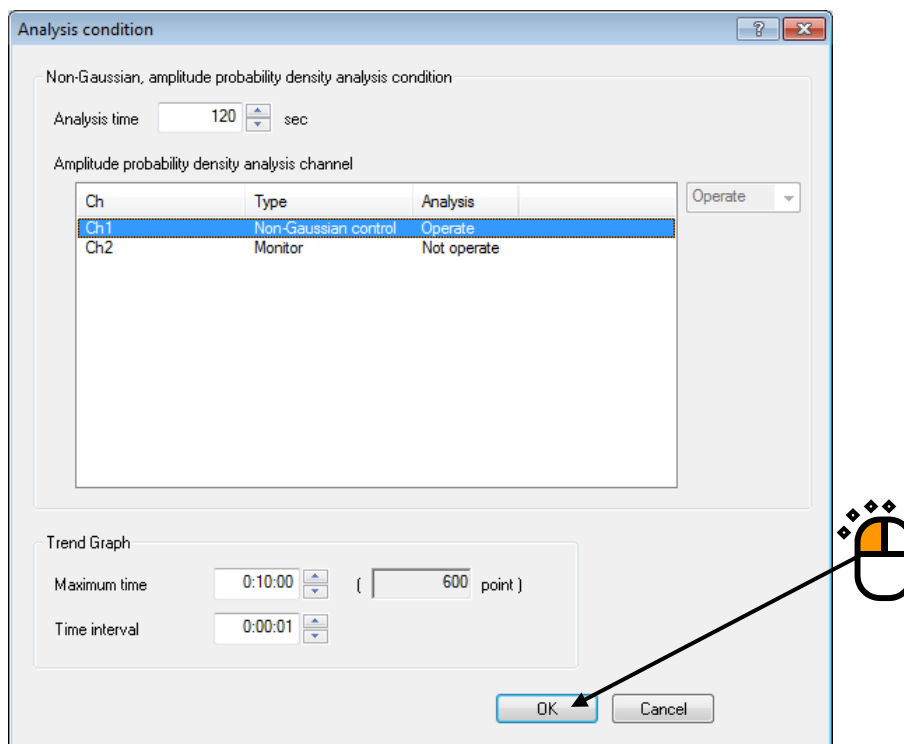 Analysis condition
Non-Gaussian, amplitude probability density analysis condition
Analysis time 120 sec
Amplitude probability density analysis channel
Ch Type Analysis Operate
Ch1 Non-Gaussian control Operate
Ch2 Monitor Not operate
Trend Graph
Maximum time 0:10:00 ( 600 point )
Time interval 0:00:01
OK Cancel